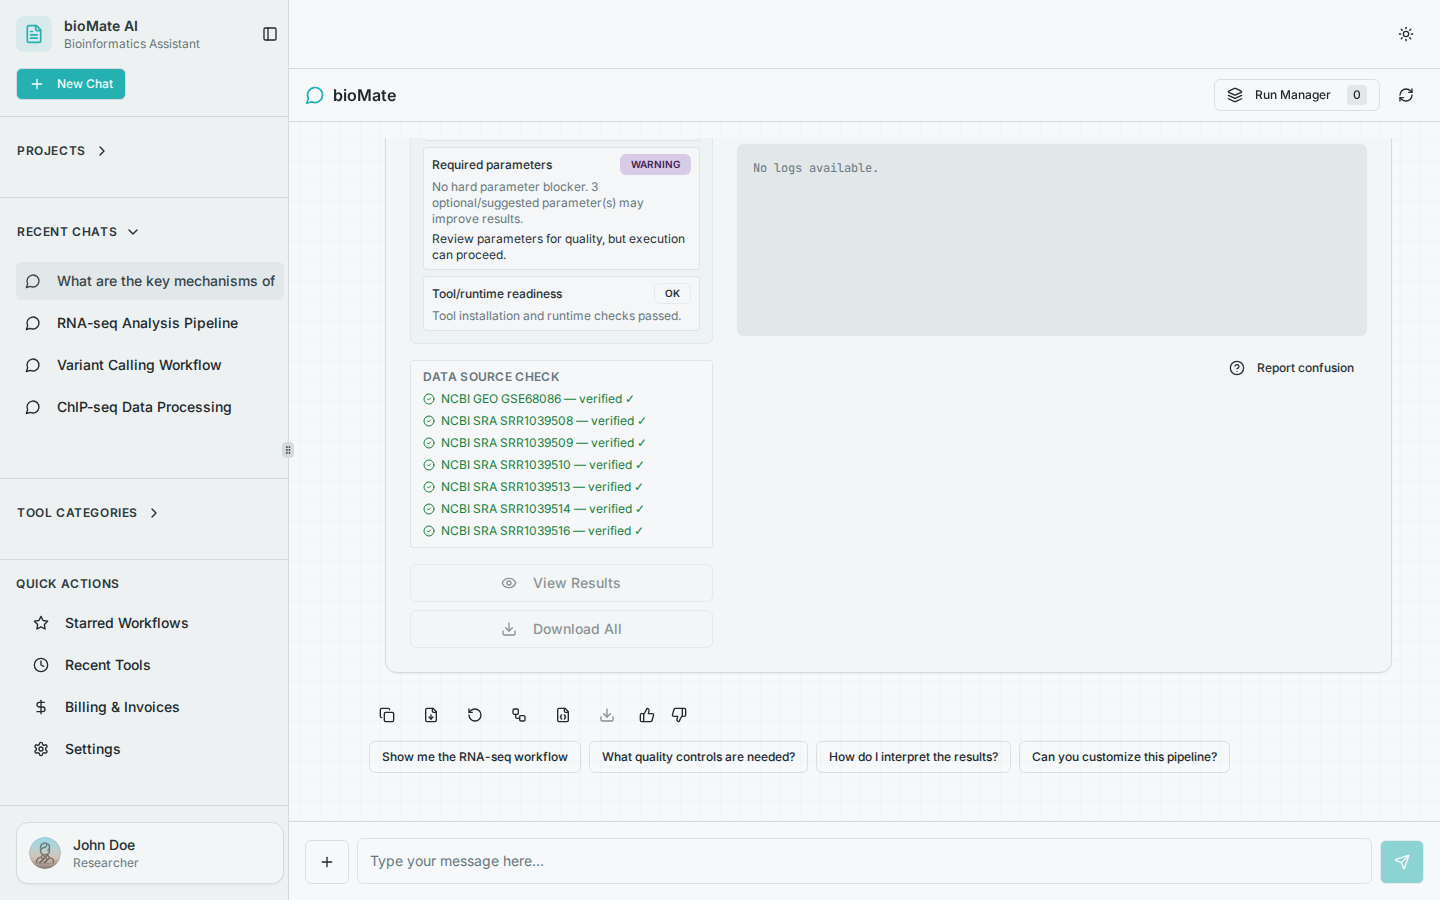 bioMate AI
Bioinformatics Assistant
New Chat
PROJECTS
RECENT CHATS
What are the key mechanisms of
RNA-seq Analysis Pipeline
Variant Calling Workflow
ChIP-seq Data Processing
TOOL CATEGORIES
QUICK ACTIONS
Starred Workflows
Recent Tools
Billing & Invoices
Settings
John Doe
Researcher
bioMate
Run Manager 0
Required parameters WARNING
No hard parameter blocker. 3
optional/suggested parameter(s) may
improve results.
Review parameters for quality, but execution
can proceed.
Tool/runtime readiness OK
Tool installation and runtime checks passed.
DATA SOURCE CHECK
NCBI GEO GSE68086 — verified ✓
NCBI SRA SRR1039508 — verified ✓
NCBI SRA SRR1039509 — verified ✓
NCBI SRA SRR1039510 — verified ✓
NCBI SRA SRR1039513 — verified ✓
NCBI SRA SRR1039514 — verified ✓
NCBI SRA SRR1039516 — verified ✓
View Results
Download All
No logs available.
Report confusion
Show me the RNA-seq workflow
What quality controls are needed?
How do I interpret the results?
Can you customize this pipeline?
Type your message here...